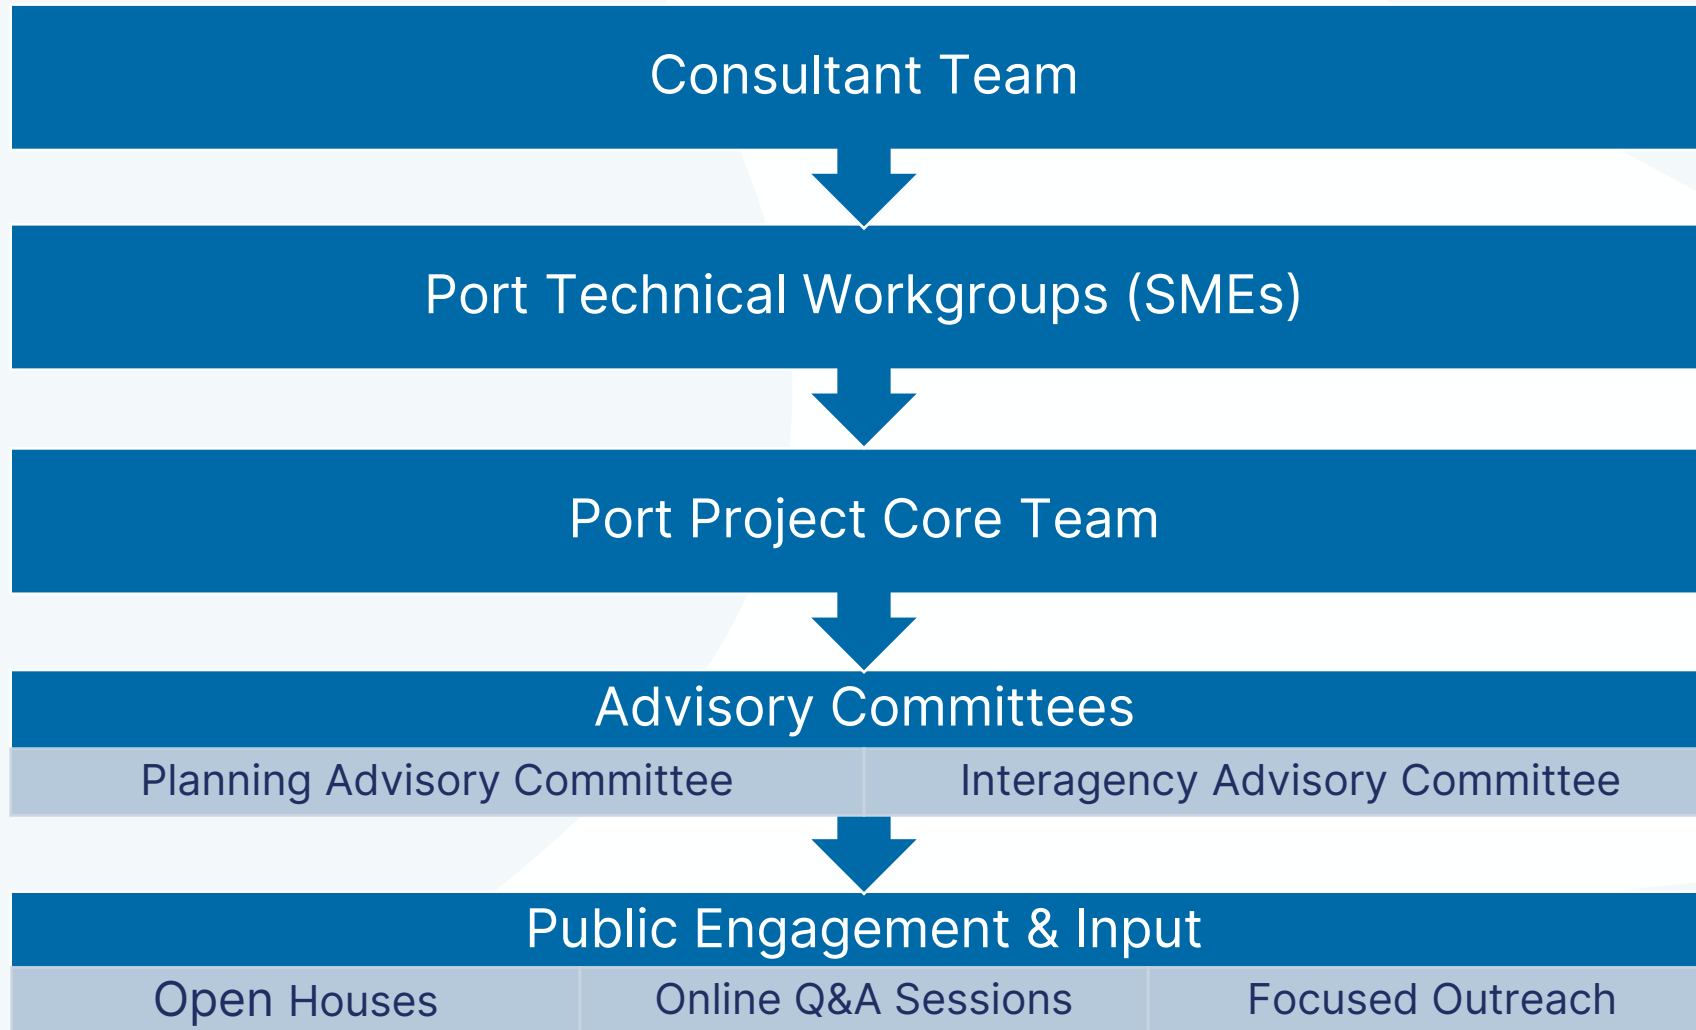 Consultant Team
Port Technical Workgroups (SMEs)
Port Project Core Team
Advisory Committees
Planning Advisory Committee
Interagency Advisory Committee
Public Engagement & Input
Open Houses
Online Q&A Sessions
Focused Outreach